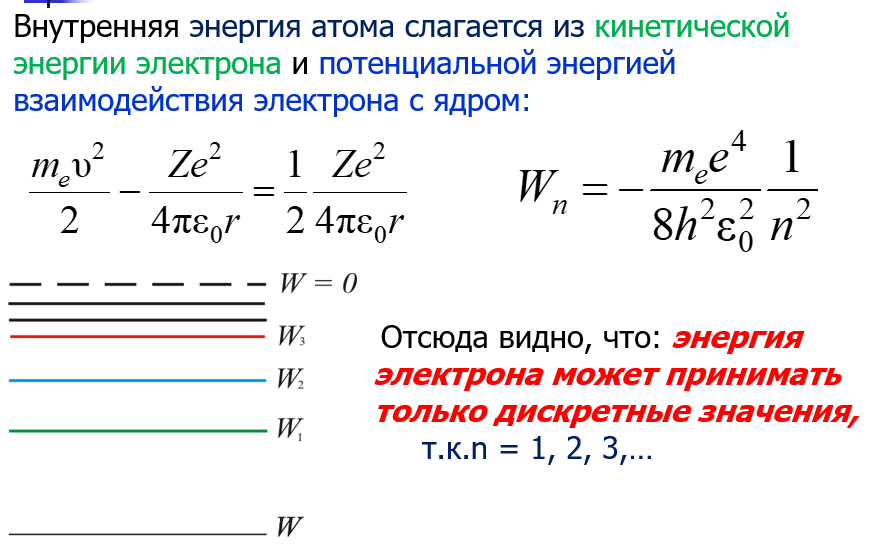 Внутренняя энергия атома слагается из кинетической
энергии электрона и потенциальной энергией
взаимодействия электрона с ядром:
mₑυ²/2 − Ze²/4πε₀r = 1/2 Ze²/4πε₀r
Wₙ = − mₑe⁴/8h²ε₀² 1/n²
W = 0
W₃
W₂
W₁
W
Отсюда видно, что: энергия
электрона может принимать
только дискретные значения,
т.к.n = 1, 2, 3,…